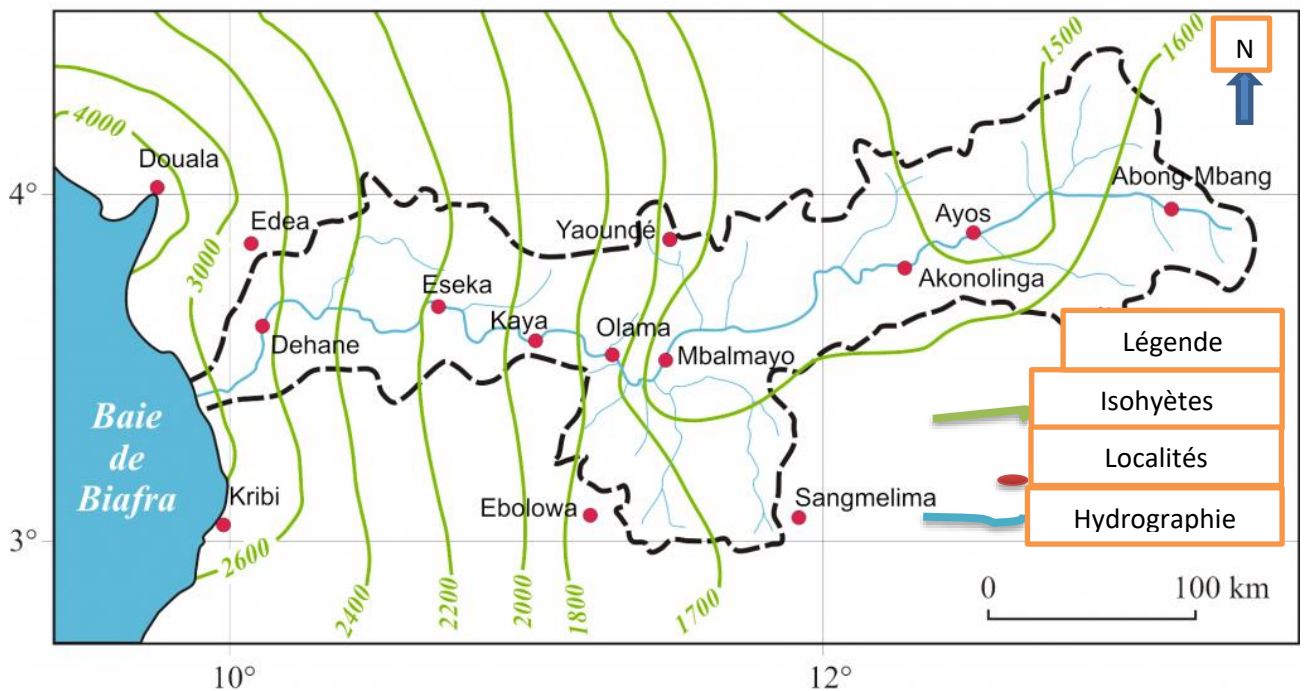 1500
1600
N
4000
Douala
4°
Abong-Mbang
Edea
Yaoundé
Ayos
3000
Akonolinga
Eseka
Kaya
Olama
Dehane
Mbalmayo
Légende
Isohyètes
Baie
de
Biafra
Localités
Kribi
Ebolowa
Sangmelima
Hydrographie
3°
2600
2400
2200
2000
1800
1700
0
100 km
10°
12°